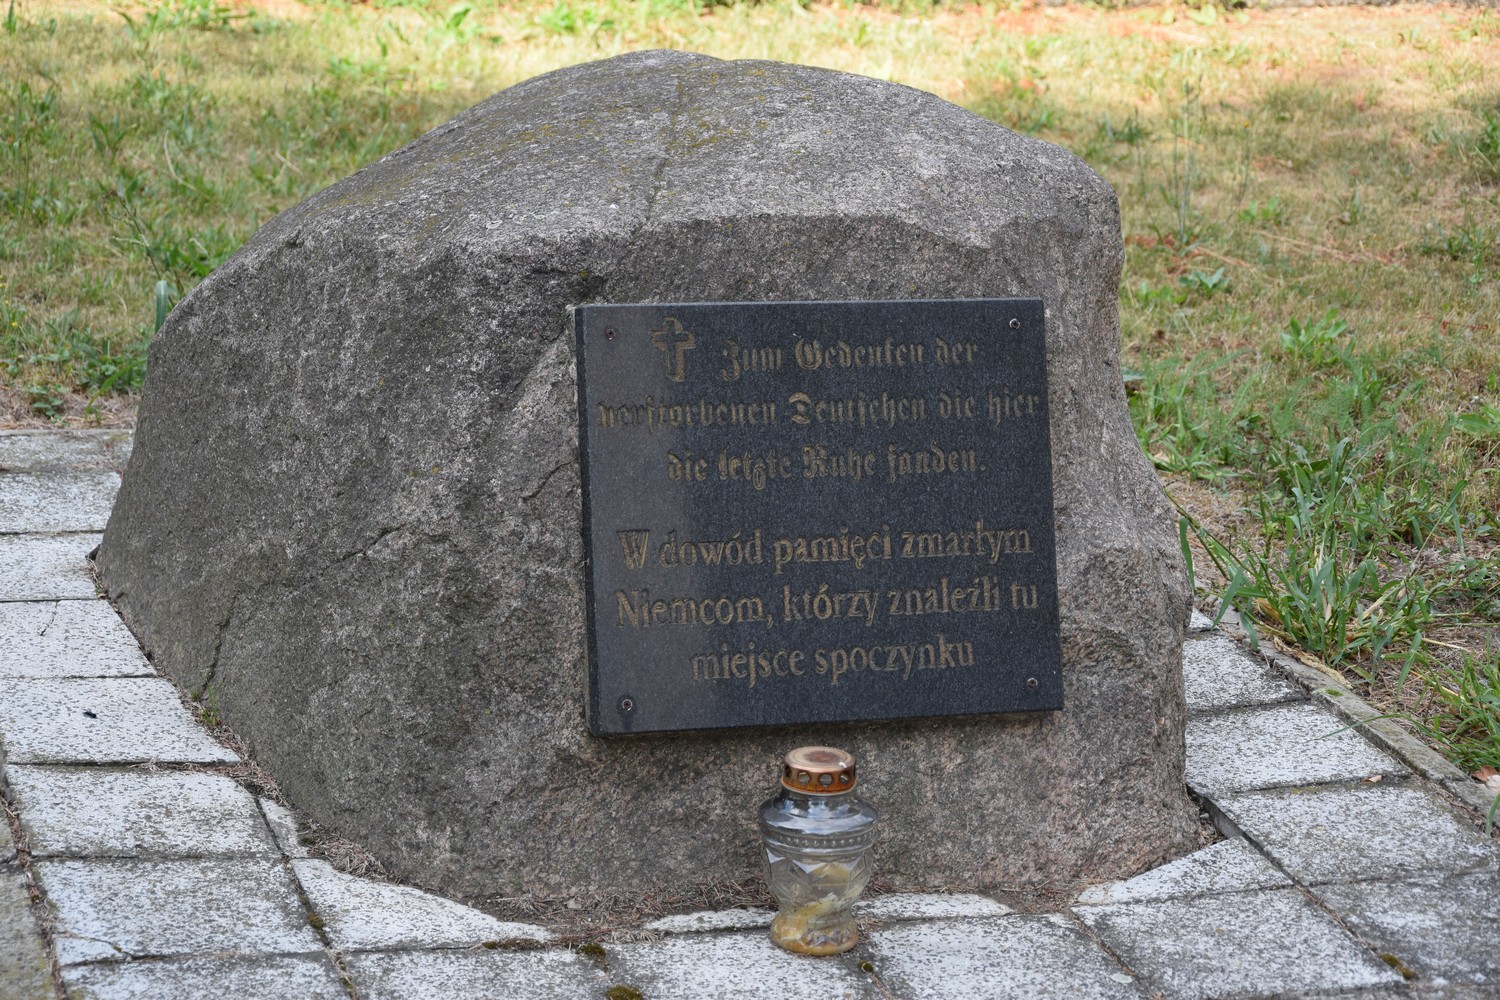 Zum Gedenken der
verstorbenen Deutschen die hier
die letzte Ruhe fanden.
W dowód pamięci zmarłym
Niemcom, którzy znaleźli tu
miejsce spoczynku